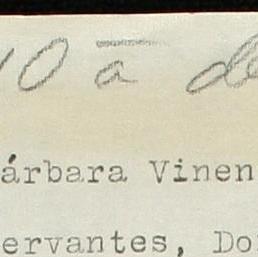 10 a de
árbara Vinen
ervantes, Do